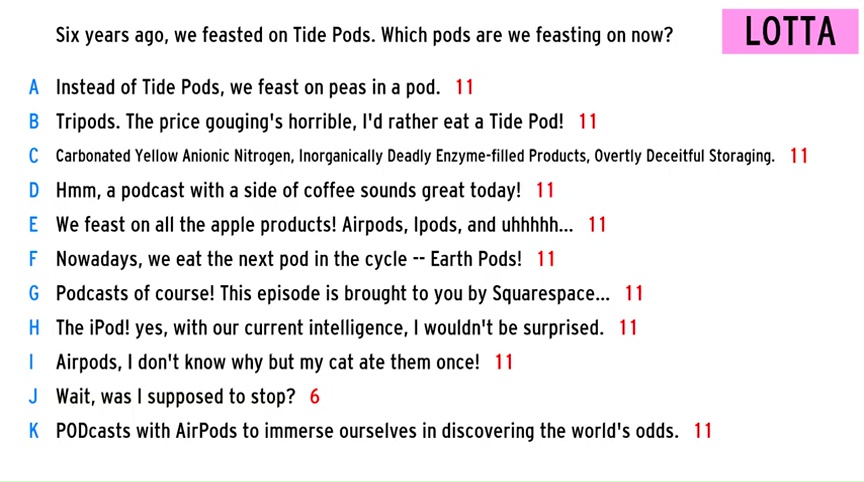 Six years ago, we feasted on Tide Pods. Which pods are we feasting on now?
LOTTA
A Instead of Tide Pods, we feast on peas in a pod. 11
B Tripods. The price gouging's horrible, I'd rather eat a Tide Pod! 11
C Carbonated Yellow Anionic Nitrogen, Inorganically Deadly Enzyme-filled Products, Overtly Deceitful Storaging. 11
D Hmm, a podcast with a side of coffee sounds great today! 11
E We feast on all the apple products! Airpods, Ipods, and uhhhhh... 11
F Nowadays, we eat the next pod in the cycle -- Earth Pods! 11
G Podcasts of course! This episode is brought to you by Squarespace... 11
H The iPod! yes, with our current intelligence, I wouldn't be surprised. 11
I Airpods, I don't know why but my cat ate them once! 11
J Wait, was I supposed to stop? 6
K PODcasts with AirPods to immerse ourselves in discovering the world's odds. 11